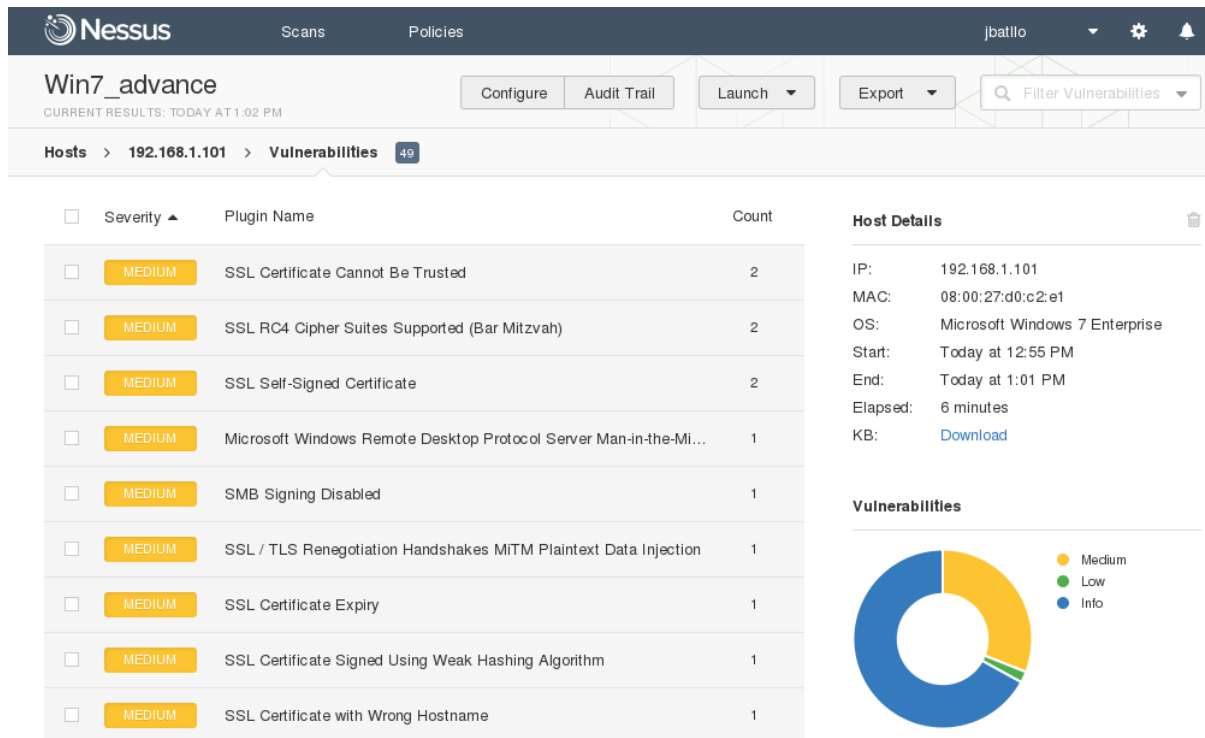 Nessus Scans Policies jbatllo
Win7_advance
CURRENT RESULTS: TODAY AT 1:02 PM
Configure Audit Trail Launch Export Filter Vulnerabilities
Hosts > 192.168.1.101 > Vulnerabilities 49
Severity Plugin Name Count
MEDIUM SSL Certificate Cannot Be Trusted 2
MEDIUM SSL RC4 Cipher Suites Supported (Bar Mitzvah) 2
MEDIUM SSL Self-Signed Certificate 2
MEDIUM Microsoft Windows Remote Desktop Protocol Server Man-in-the-Mi... 1
MEDIUM SMB Signing Disabled 1
MEDIUM SSL / TLS Renegotiation Handshakes MiTM Plaintext Data Injection 1
MEDIUM SSL Certificate Expiry 1
MEDIUM SSL Certificate Signed Using Weak Hashing Algorithm 1
MEDIUM SSL Certificate with Wrong Hostname 1
Host Details
IP: 192.168.1.101
MAC: 08:00:27:d0:c2:e1
OS: Microsoft Windows 7 Enterprise
Start: Today at 12:55 PM
End: Today at 1:01 PM
Elapsed: 6 minutes
KB: Download
Vulnerabilities
Medium
Low
Info